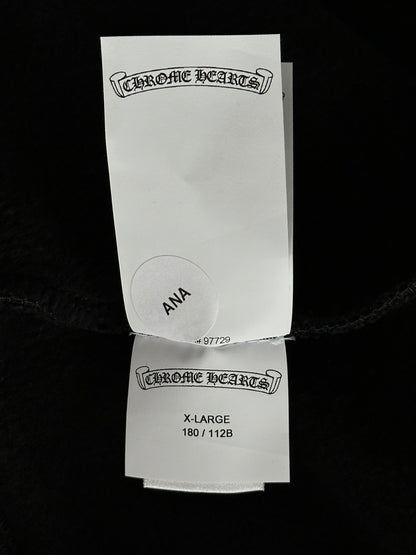 CHROME HEARTS
ANA
# 97729
CHROME HEARTS
X-LARGE
180 / 112B